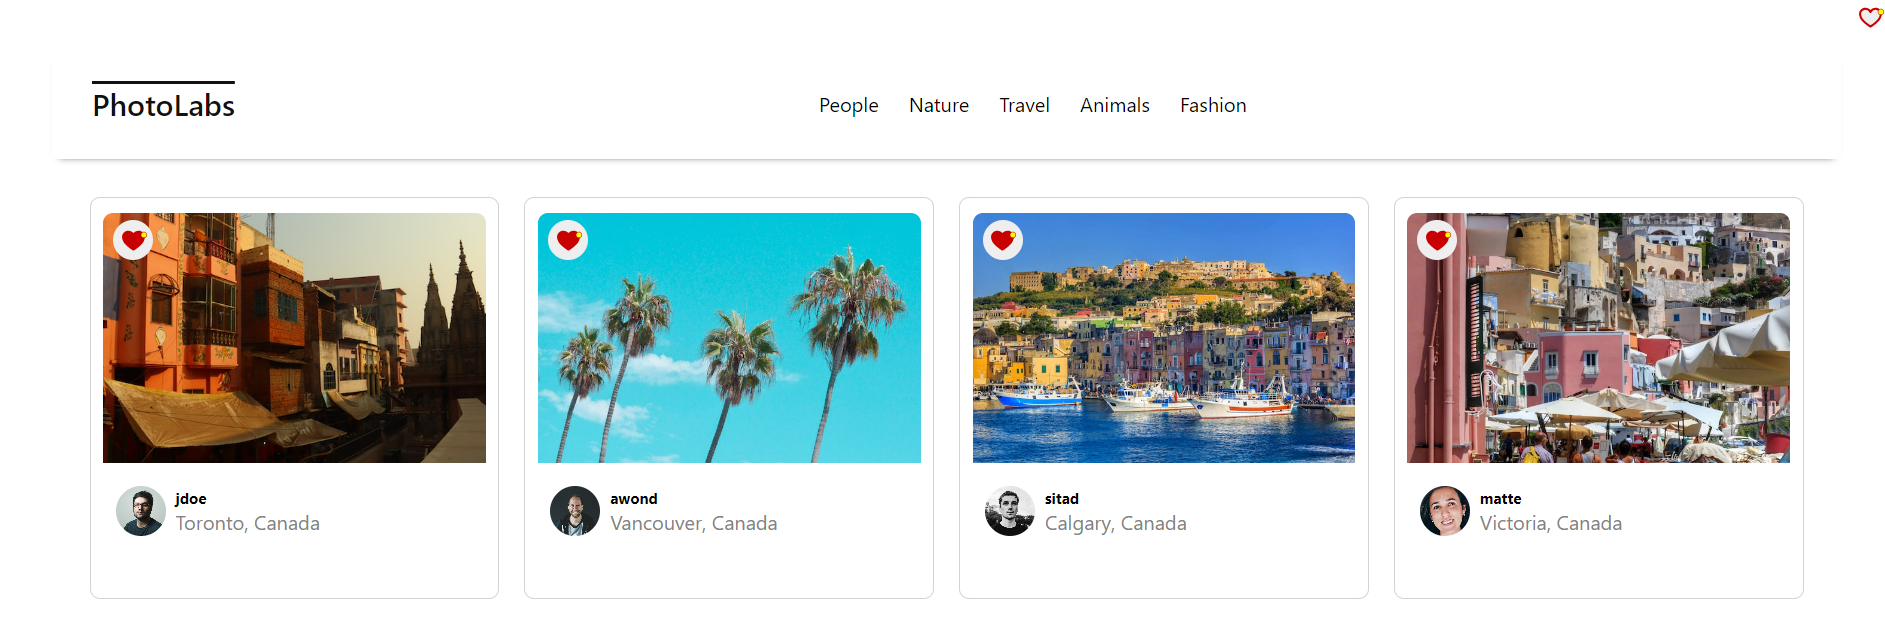 PhotoLabs
People Nature Travel Animals Fashion
jdoe
Toronto, Canada
awond
Vancouver, Canada
sitad
Calgary, Canada
matte
Victoria, Canada